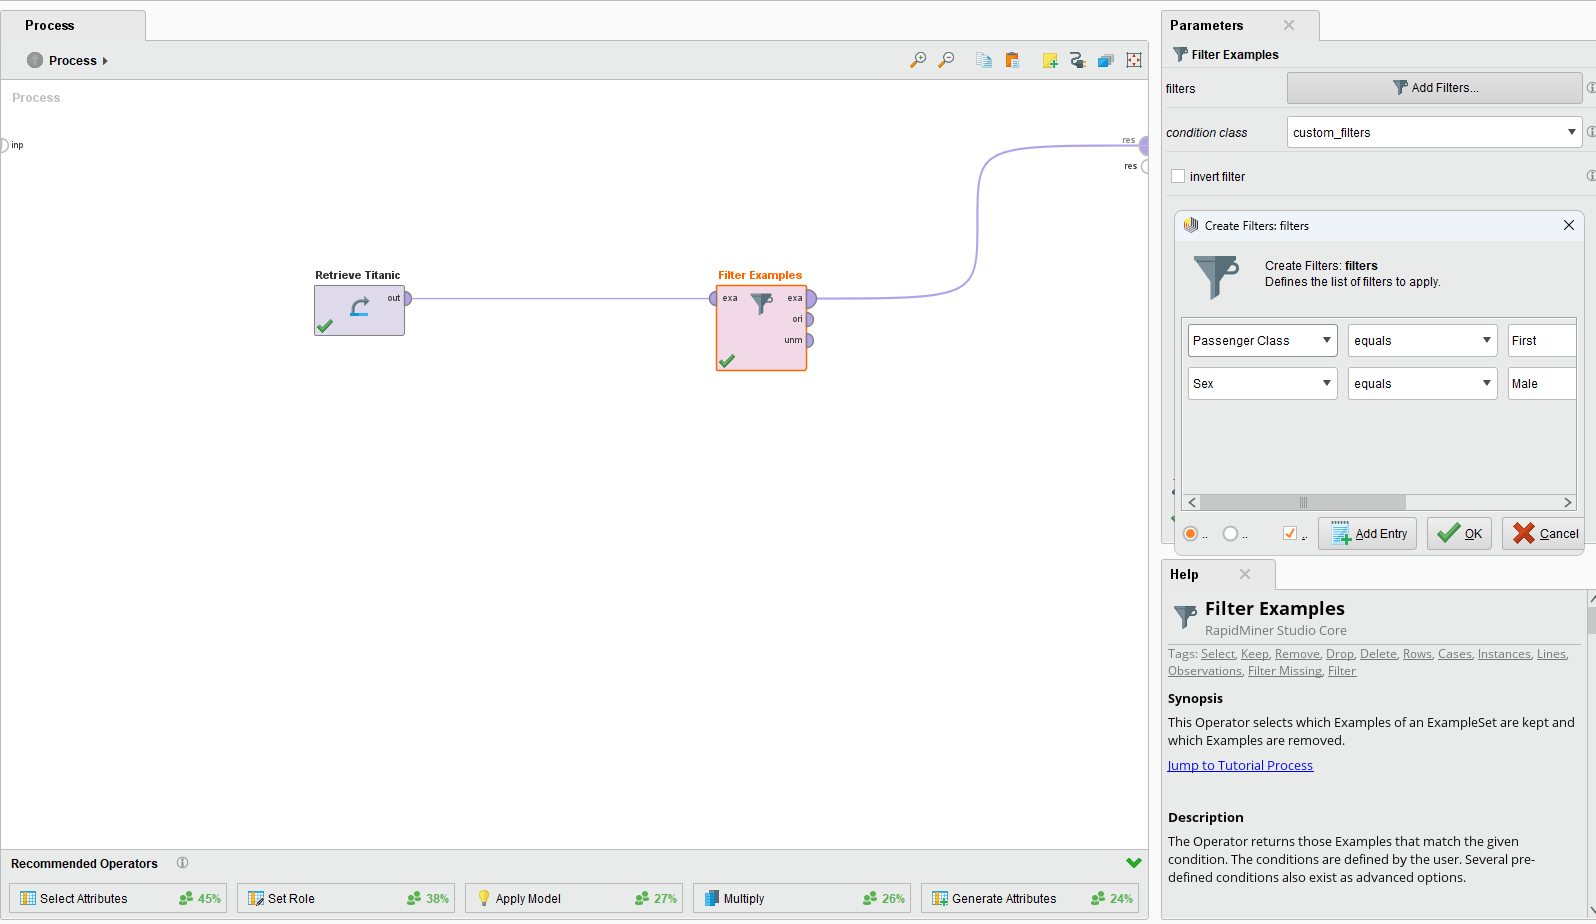 Process
Process
Process
inp
res
res
Retrieve Titanic
out
Filter Examples
exa
exa
ori
unm
Recommended Operators
Select Attributes 45%
Set Role 38%
Apply Model 27%
Multiply 26%
Generate Attributes 24%
Parameters
Filter Examples
filters
Add Filters...
condition class
custom_filters
invert filter
Create Filters: filters
Create Filters: filters
Defines the list of filters to apply.
Passenger Class equals First
Sex equals Male
.. .. .. Add Entry OK Cancel
Help
Filter Examples
RapidMiner Studio Core
Tags: Select, Keep, Remove, Drop, Delete, Rows, Cases, Instances, Lines,
Observations, Filter Missing, Filter
Synopsis
This Operator selects which Examples of an ExampleSet are kept and
which Examples are removed.
Jump to Tutorial Process
Description
The Operator returns those Examples that match the given
condition. The conditions are defined by the user. Several pre-
defined conditions also exist as advanced options.